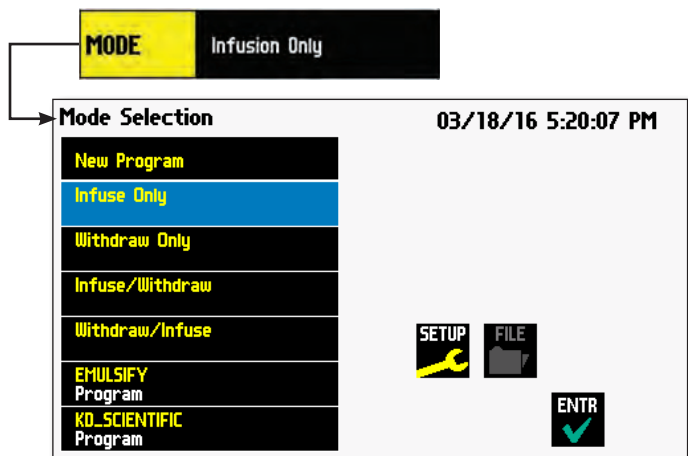 MODE Infusion Only
Mode Selection 03/18/16 5:20:07 PM
New Program
Infuse Only
Withdraw Only
Infuse/Withdraw
Withdraw/Infuse
SETUP FILE
EMULSIFY
Program
KD_SCIENTIFIC
Program
ENTR